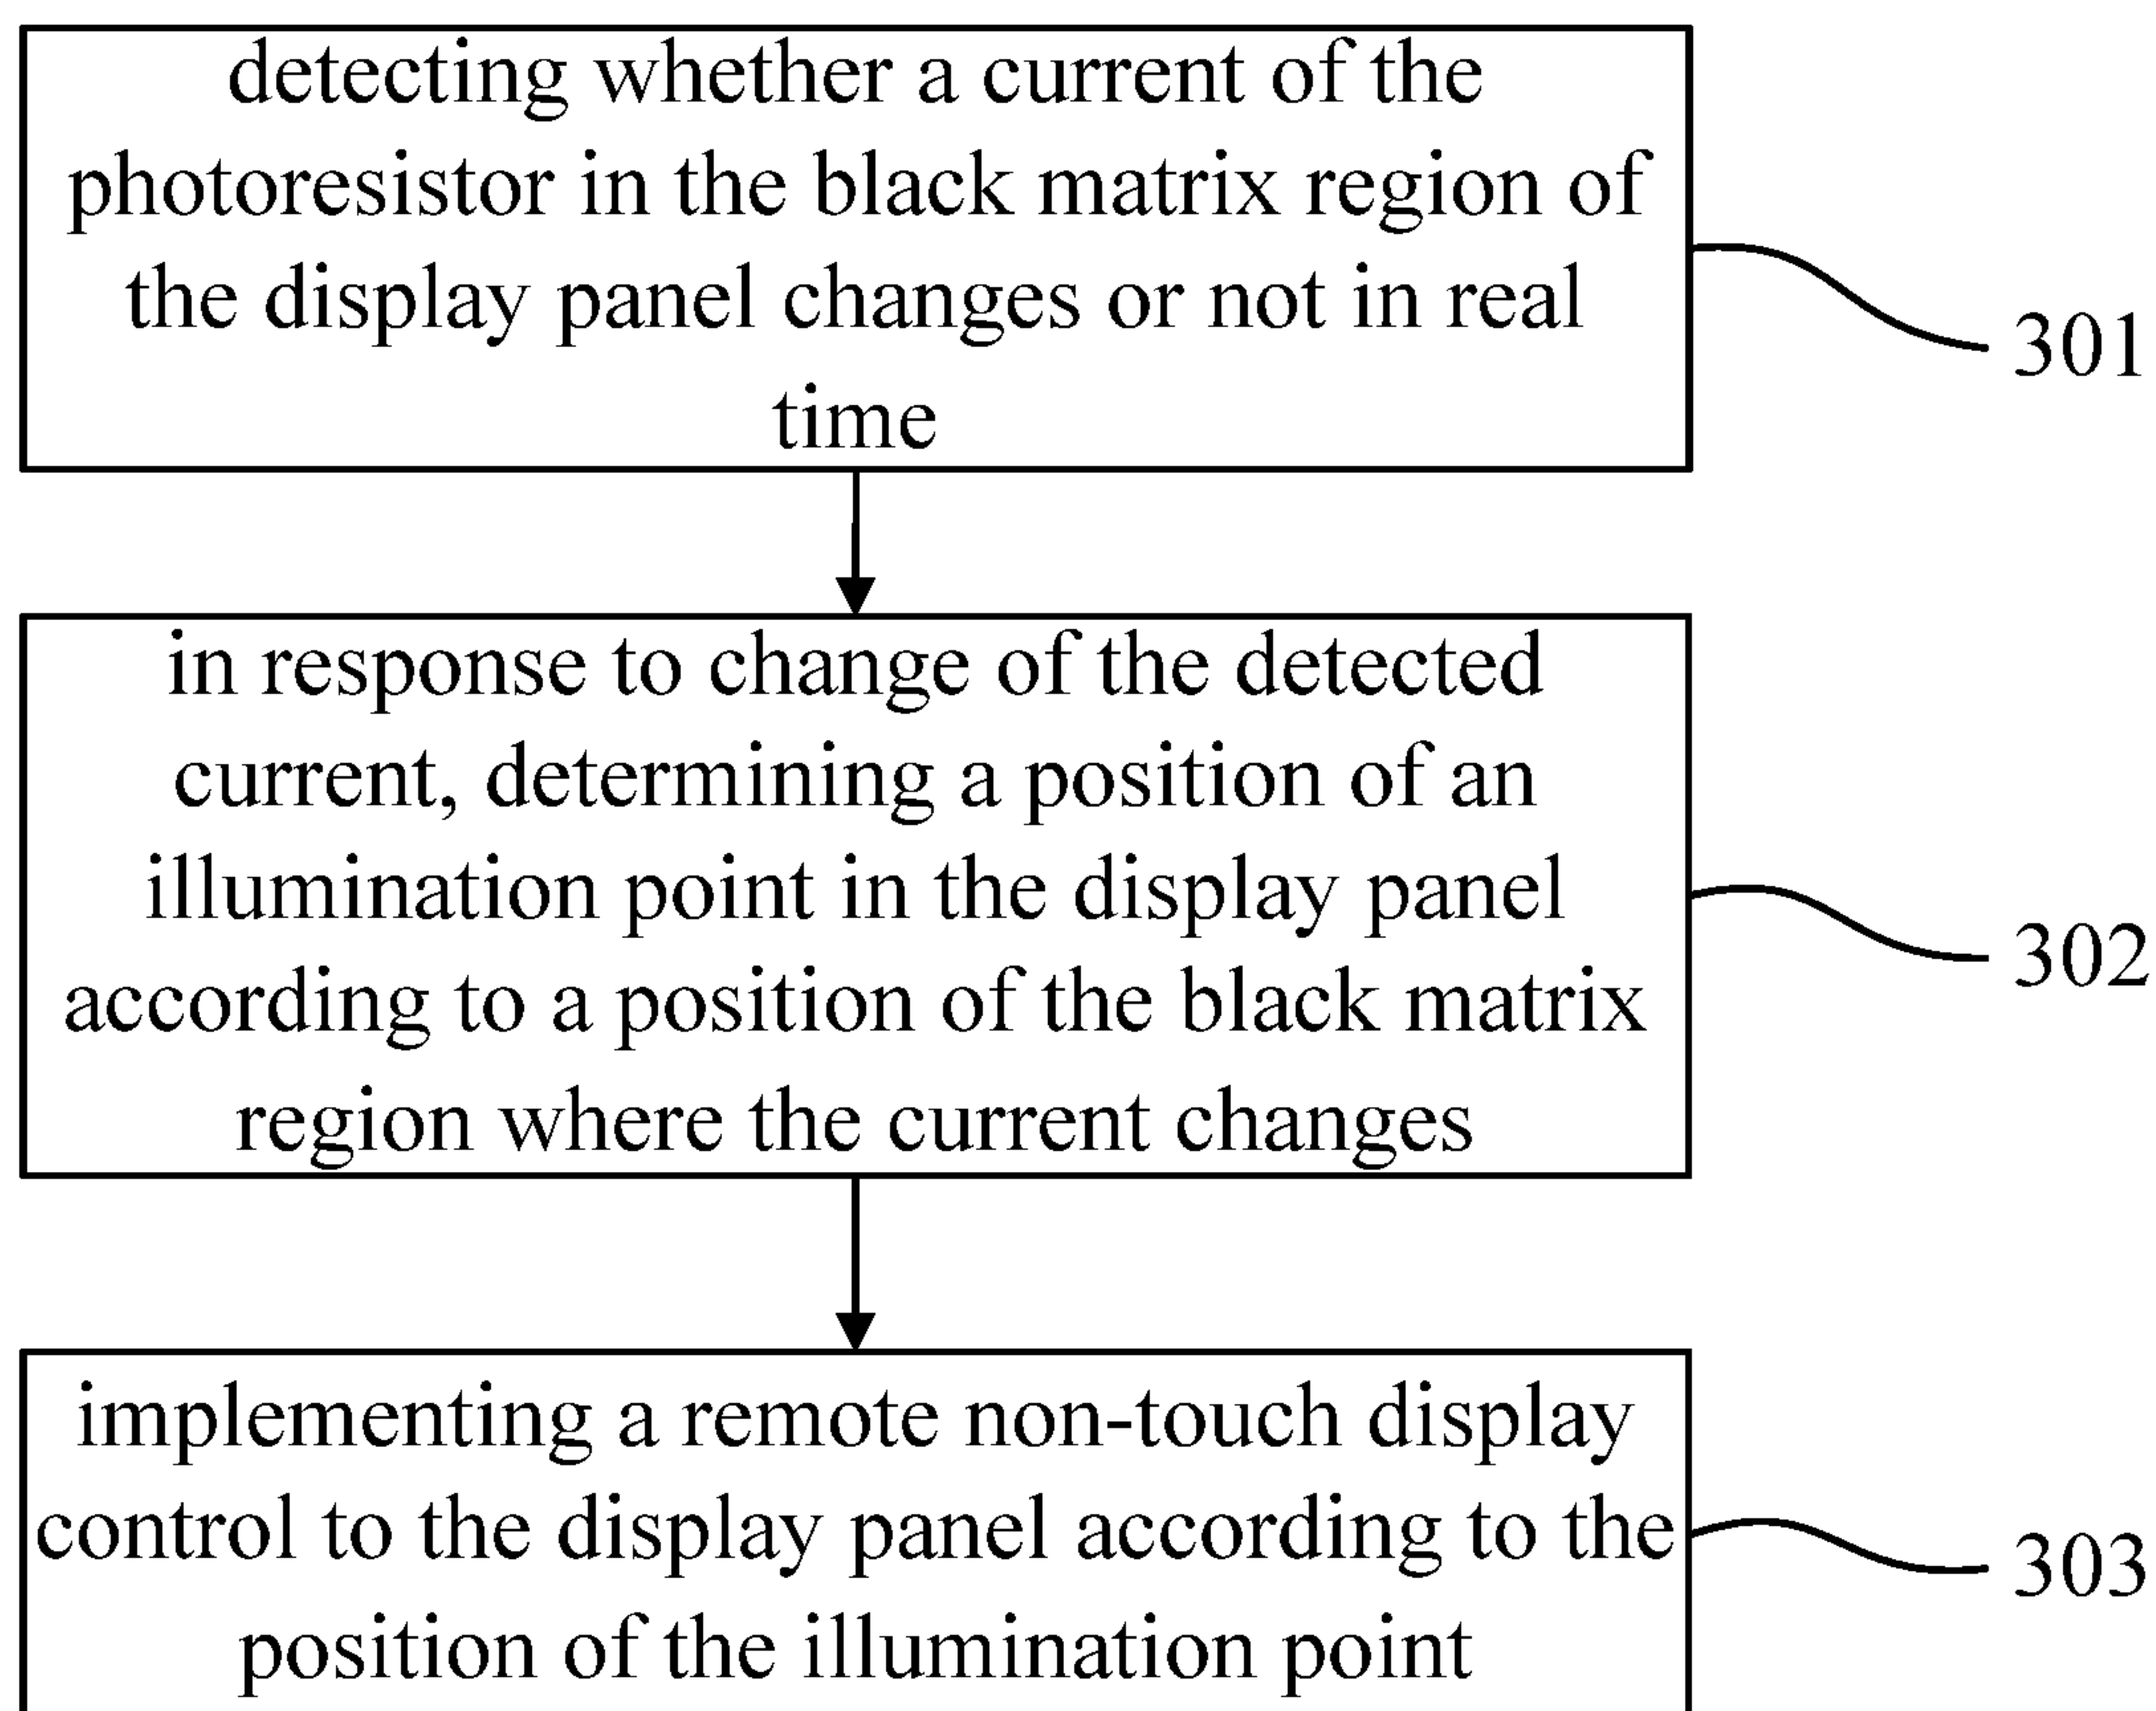 detecting whether a current of the
photoresistor in the black matrix region of
the display panel changes or not in real
time
301
in response to change of the detected
current, determining a position of an
illumination point in the display panel
according to a position of the black matrix
region where the current changes
302
implementing a remote non-touch display
control to the display panel according to the
position of the illumination point
303